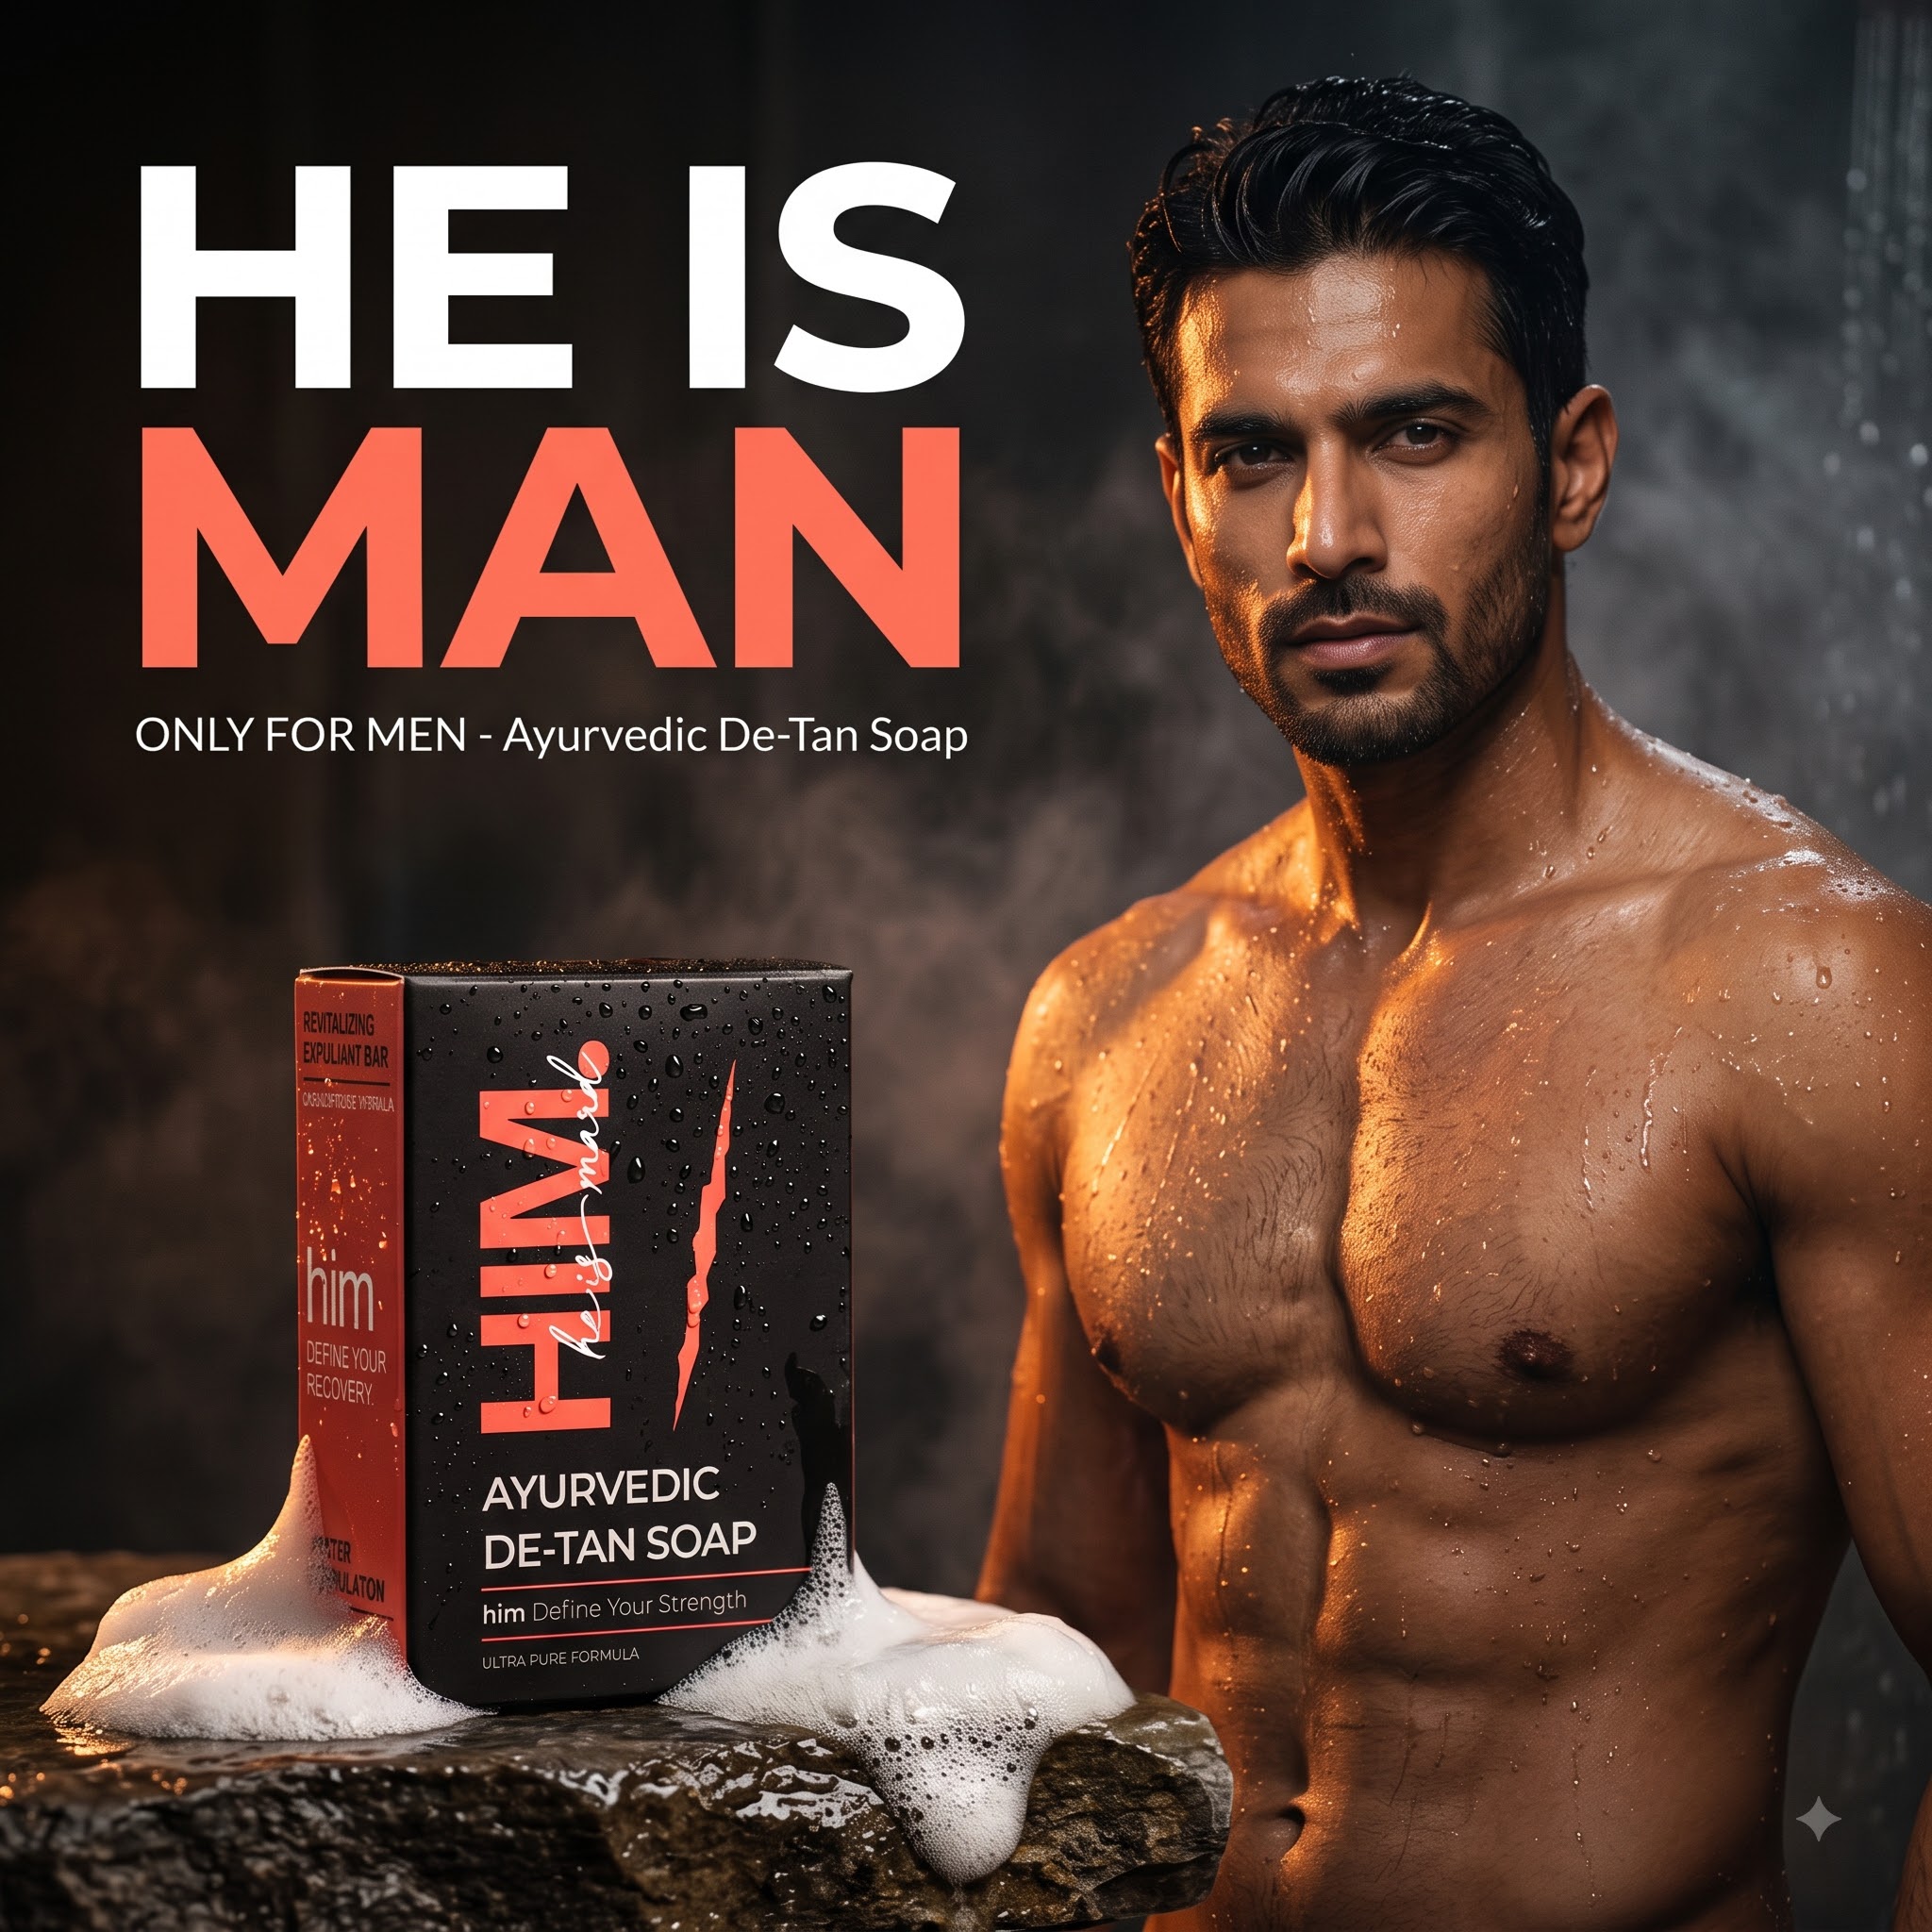 HE IS
MAN
ONLY FOR MEN - Ayurvedic De-Tan Soap
REVITALIZING
EXPULIANT BAR
him
DEFINE YOUR
RECOVERY.
HIM
he is mard
AYURVEDIC
DE-TAN SOAP
him Define Your Strength
ULTRA PURE FORMULA